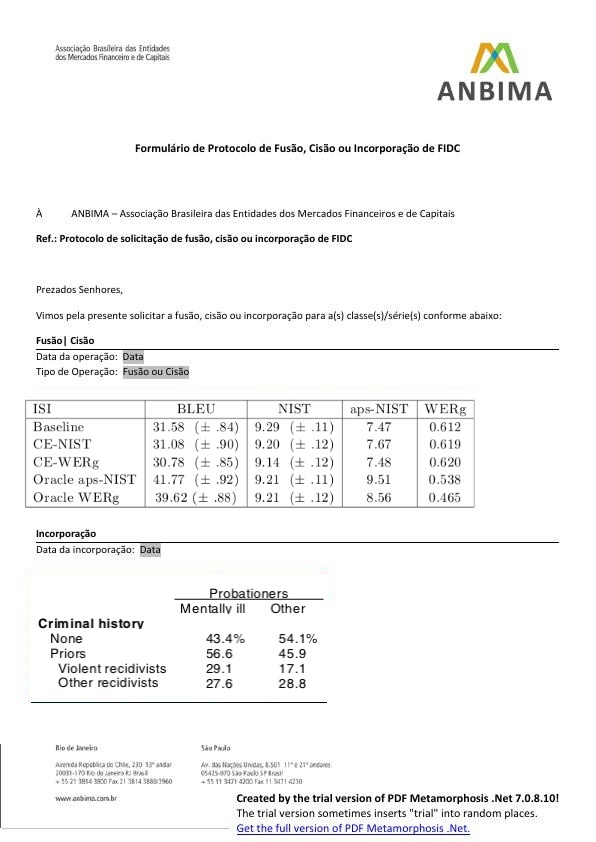 Associação Brasileira das Entidades
dos Mercados Financeiro e de Capitais
ANBIMA
Formulário de Protocolo de Fusão, Cisão ou Incorporação de FIDC
À ANBIMA – Associação Brasileira das Entidades dos Mercados Financeiros e de Capitais
Ref.: Protocolo de solicitação de fusão, cisão ou incorporação de FIDC
Prezados Senhores,
Vimos pela presente solicitar a fusão, cisão ou incorporação para a(s) classe(s)/série(s) conforme abaixo:
Fusão| Cisão
Data da operação: Data
Tipo de Operação: Fusão ou Cisão
ISI BLEU NIST aps-NIST WERg
Baseline 31.58 (± .84) 9.29 (± .11) 7.47 0.612
CE-NIST 31.08 (± .90) 9.20 (± .12) 7.67 0.619
CE-WERg 30.78 (± .85) 9.14 (± .12) 7.48 0.620
Oracle aps-NIST 41.77 (± .92) 9.21 (± .11) 9.51 0.538
Oracle WERg 39.62 (± .88) 9.21 (± .12) 8.56 0.465
Incorporação
Data da incorporação: Data
Probationers
Mentally ill Other
Criminal history
None 43.4% 54.1%
Priors 56.6 45.9
Violent recidivists 29.1 17.1
Other recidivists 27.6 28.8
Rio de Janeiro São Paulo
Avenida República do Chile, 230 13º andar Av. das Nações Unidas, 8.501 11º e 21º andares
20031-170 Rio de Janeiro RJ Brasil 05425-070 São Paulo SP Brasil
+ 55 21 3814 3800 Fax 21 3814 3880/3960 + 55 11 3471 4200 Fax 11 3471 4230
www.anbima.com.br
Created by the trial version of PDF Metamorphosis .Net 7.0.8.10!
The trial version sometimes inserts "trial" into random places.
Get the full version of PDF Metamorphosis .Net.